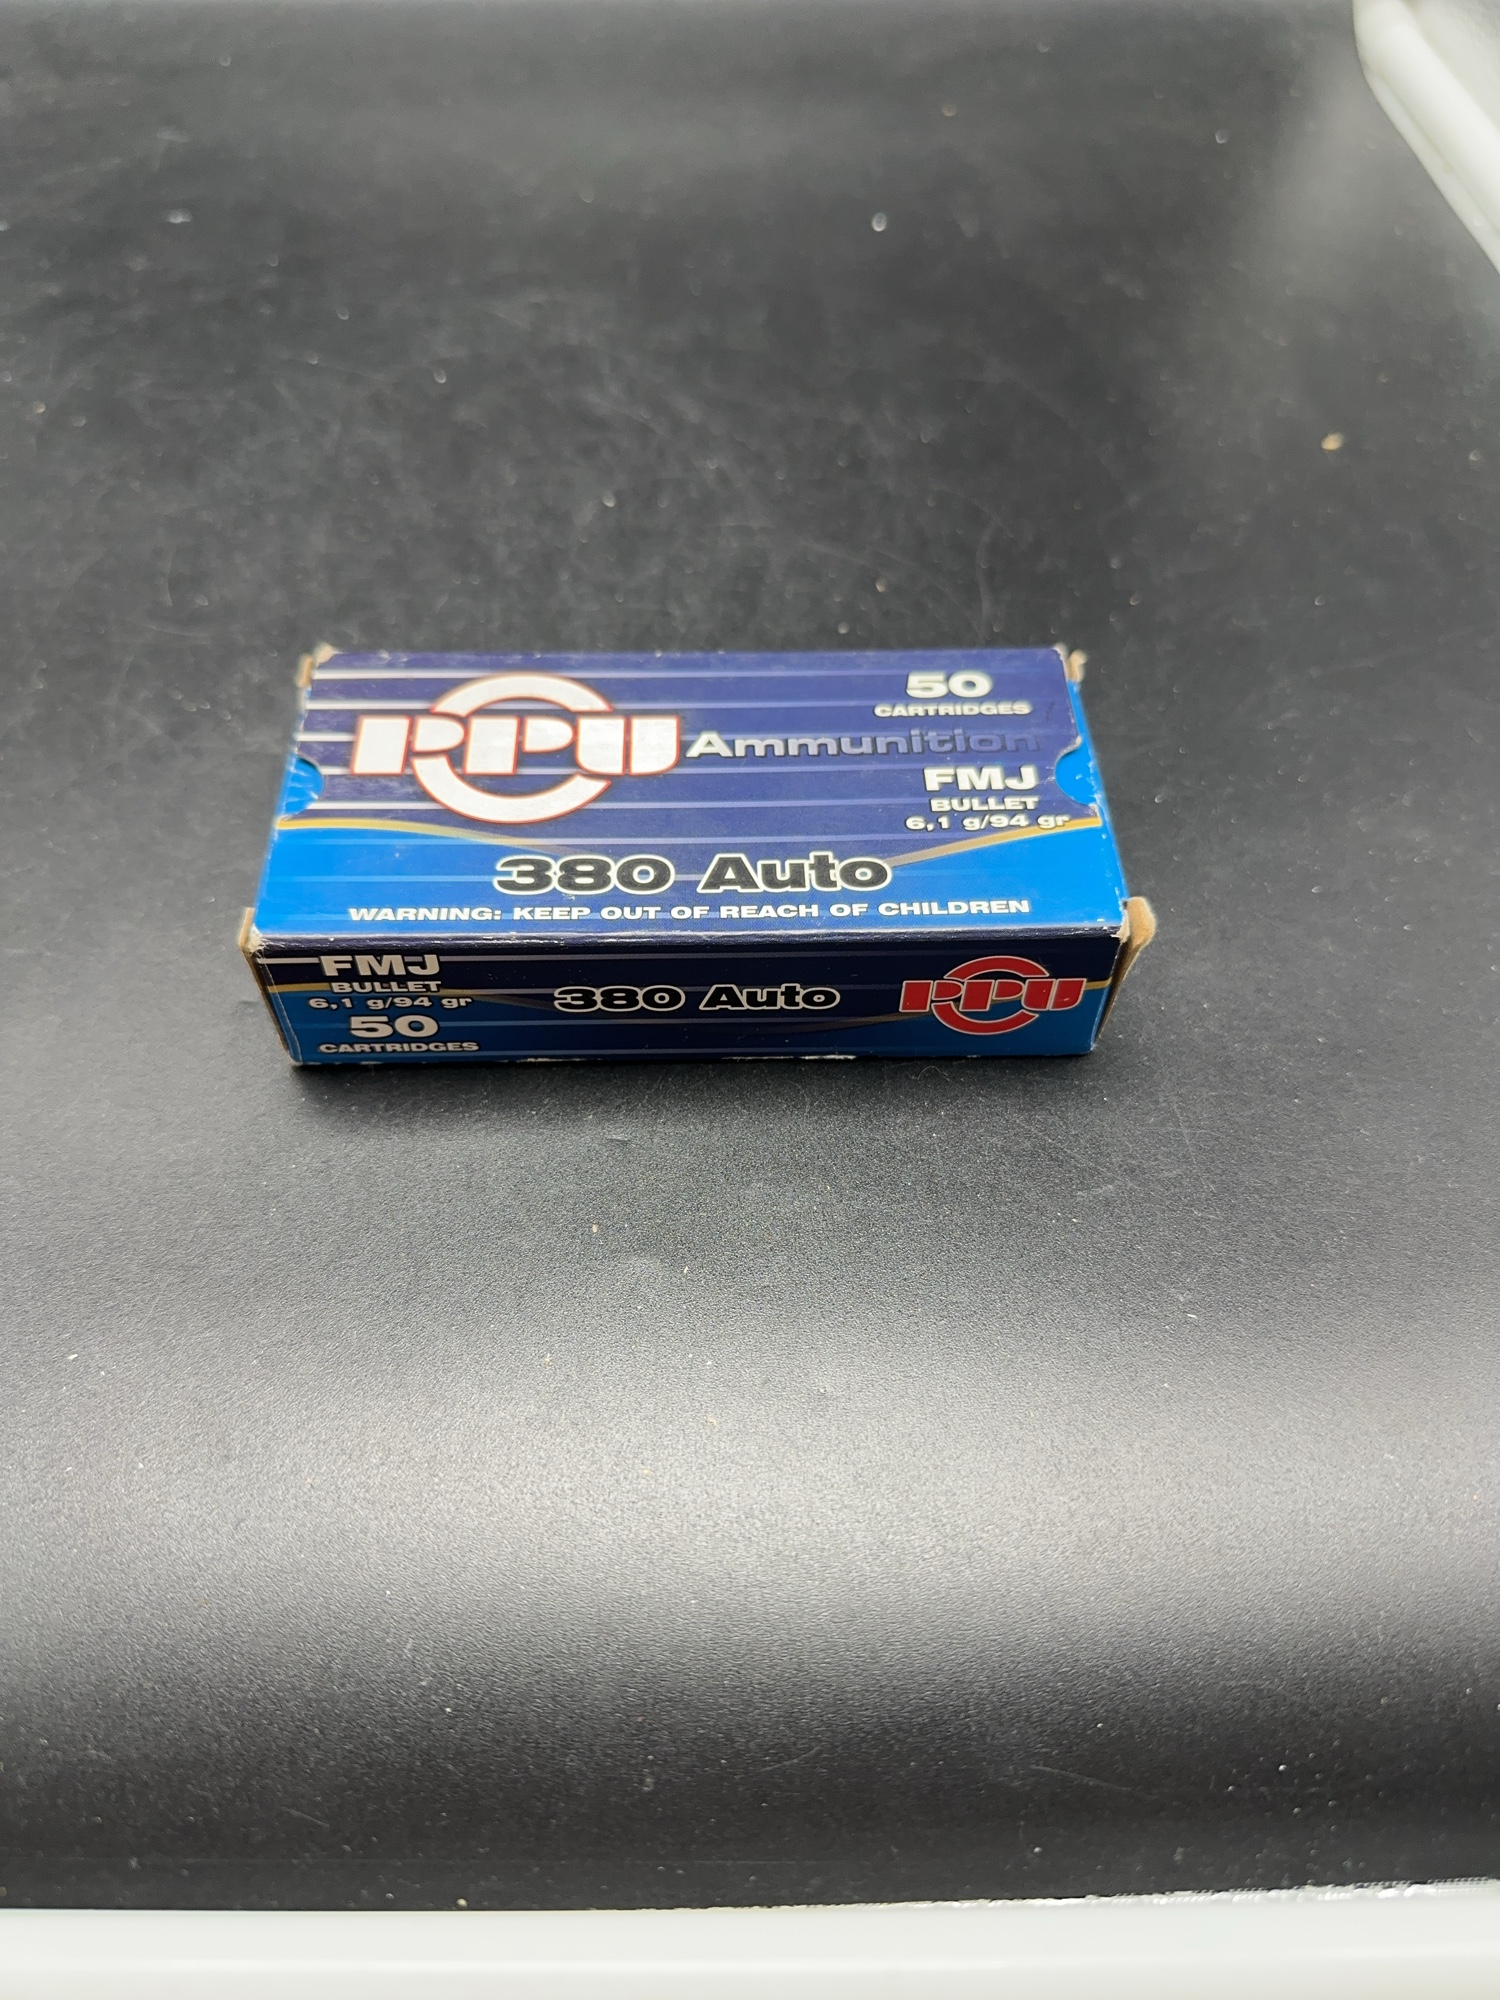 50
CARTRIDGES
PPU Ammunition
FMJ
BULLET
6,1 g/94 gr
380 Auto
WARNING: KEEP OUT OF REACH OF CHILDREN
FMJ
BULLET
6,1 g/94 gr
50
CARTRIDGES
380 Auto
PPU